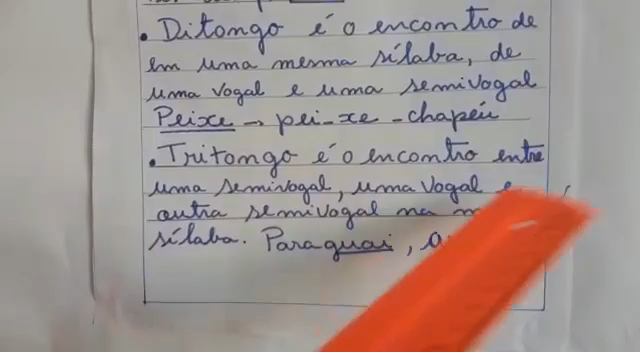 • Ditongo é o encontro de
em uma mesma sílaba, de
uma vogal e uma semivogal
Peixe → pei-xe - chapéu
• Tritongo é o encontro entre
uma semivogal, uma vogal e
outra semivogal na
sílaba. Paraguai,